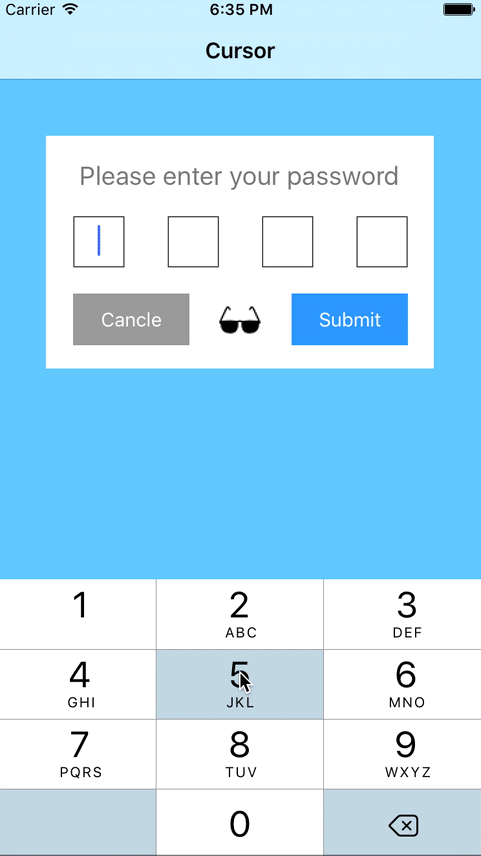 Carrier 6:35 PM
Cursor
Please enter your password
Cancle Submit
1 2 3
ABC DEF
4 5 6
GHI JKL MNO
7 8 9
PQRS TUV WXYZ
0